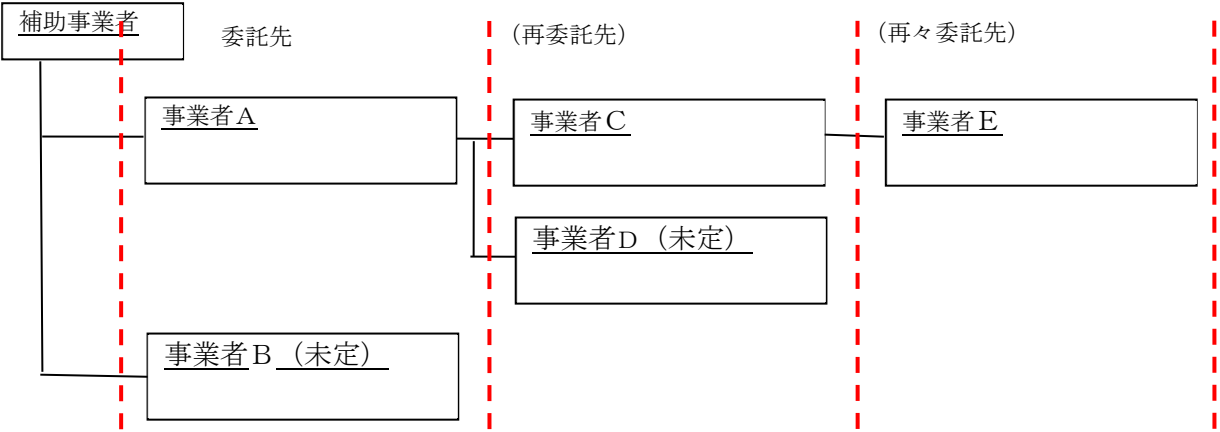 補助事業者
委託先
（再委託先）
（再々委託先）
事業者A
事業者C
事業者E
事業者D（未定）
事業者B（未定）